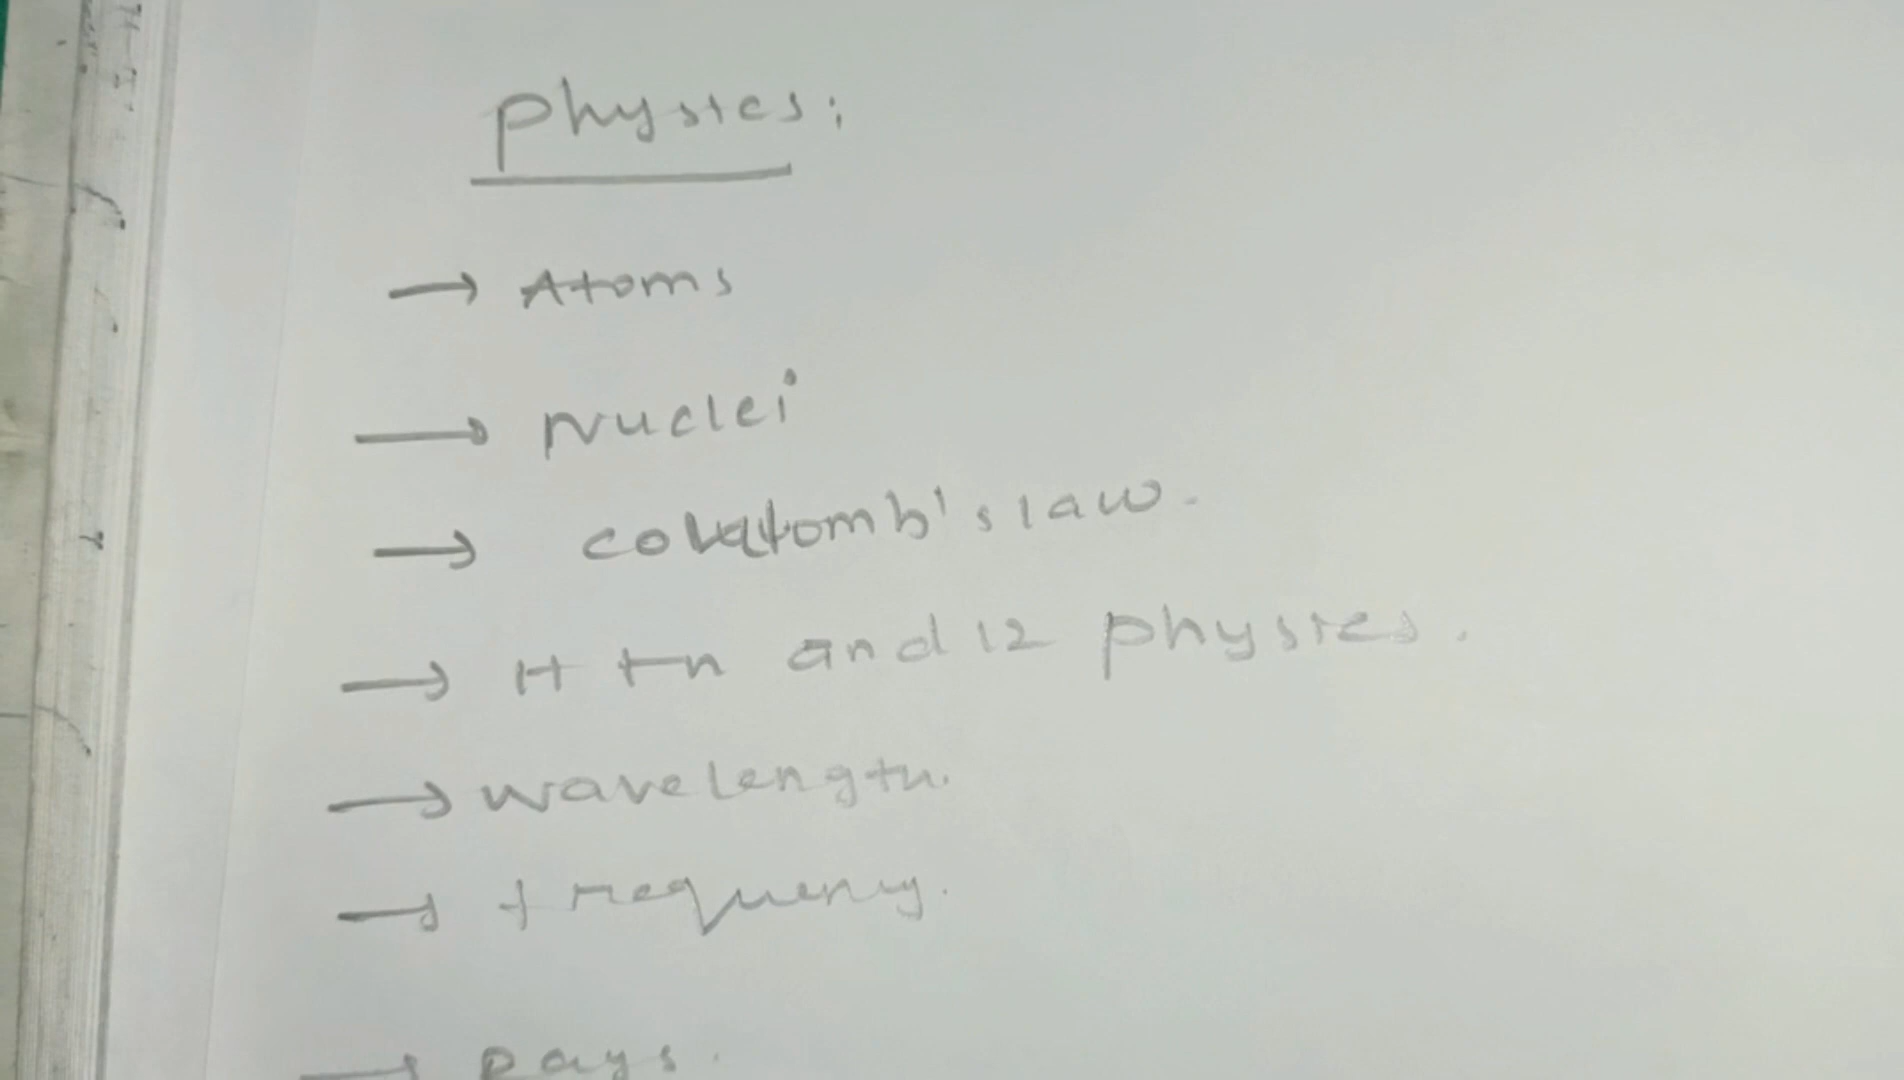 Physics:
→ Atoms
→ Nuclei
→ coulomb's law.
→ 11 th and 12 physics.
→ wavelength.
→ frequency.
→ Rays.